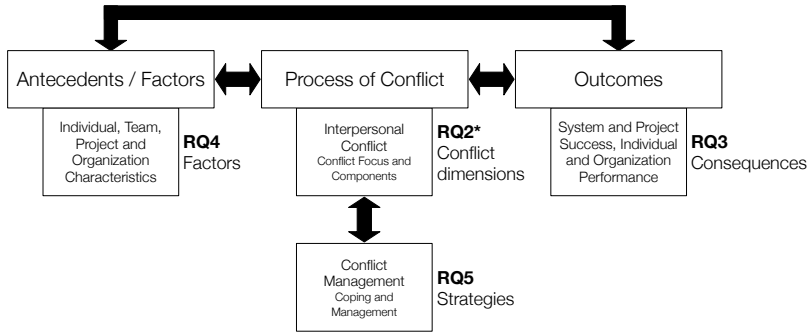 Antecedents / Factors
Process of Conflict
Outcomes
Individual, Team,
Project and
Organization
Characteristics
RQ4
Factors
Interpersonal
Conflict
Conflict Focus and
Components
RQ2*
Conflict
dimensions
System and Project
Success, Individual
and Organization
Performance
RQ3
Consequences
Conflict
Management
Coping and
Management
RQ5
Strategies